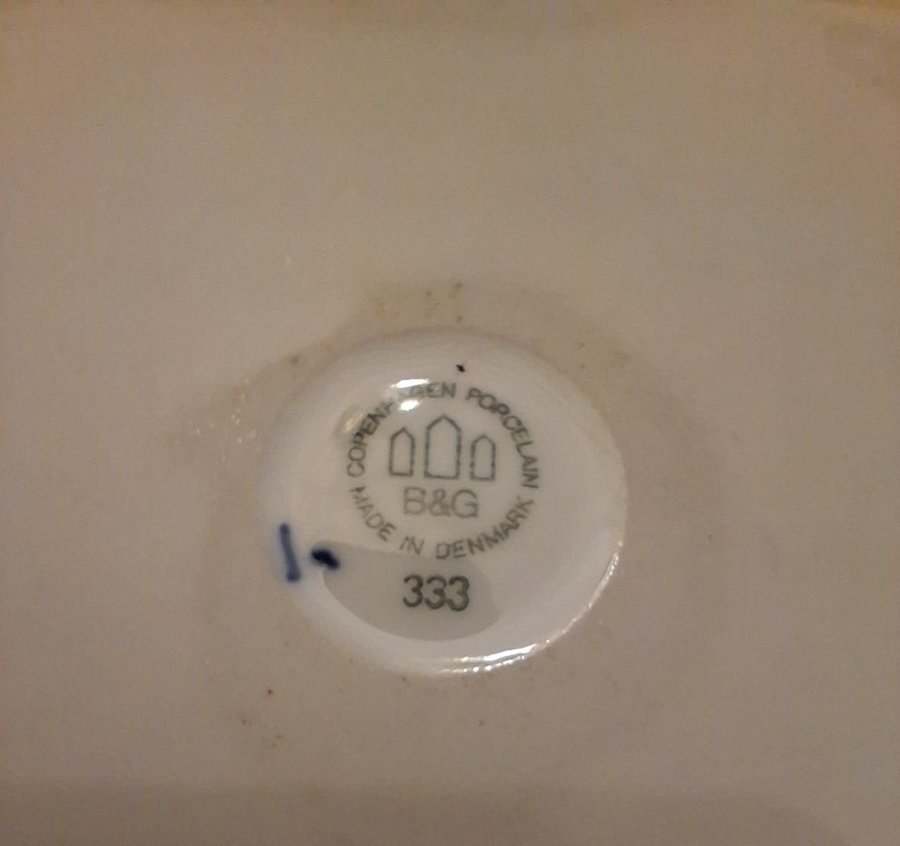 COPENHAGEN PORCELAIN
B&G
MADE IN DENMARK
333